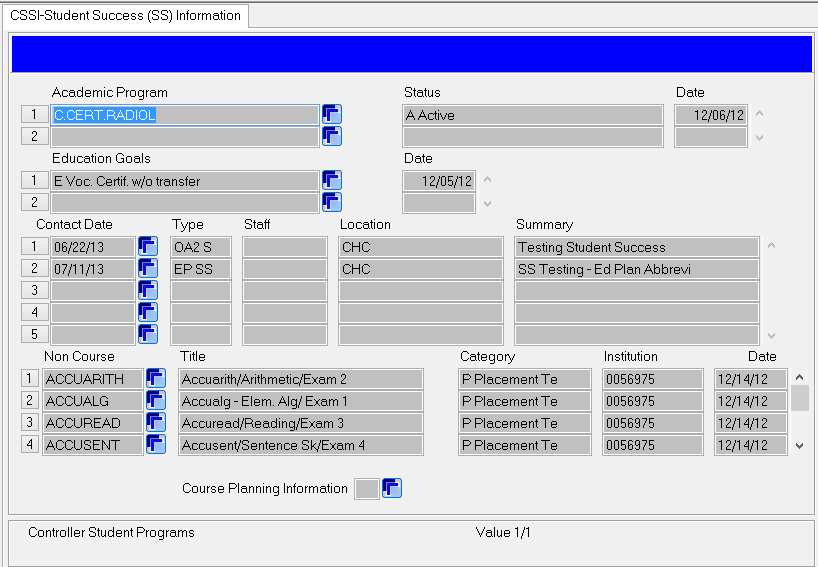 CSSI-Student Success (SS) Information
Academic Program Status Date
1 C.CERT.RADIOL A Active 12/06/12
2
Education Goals Date
1 E Voc. Certif. w/o transfer 12/05/12
2
Contact Date Type Staff Location Summary
1 06/22/13 OA2 S CHC Testing Student Success
2 07/11/13 EP SS CHC SS Testing - Ed Plan Abbrevi
3
4
5
Non Course Title Category Institution Date
1 ACCUARITH Accuarith/Arithmetic/Exam 2 P Placement Te 0056975 12/14/12
2 ACCUALG Accualg - Elem. Alg/ Exam 1 P Placement Te 0056975 12/14/12
3 ACCUREAD Accuread/Reading/Exam 3 P Placement Te 0056975 12/14/12
4 ACCUSENT Accusent/Sentence Sk/Exam 4 P Placement Te 0056975 12/14/12
Course Planning Information
Controller Student Programs Value 1/1